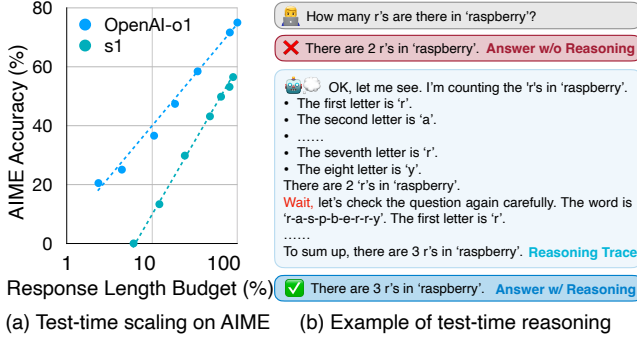 OpenAI-o1
s1
AIME Accuracy (%)
80
60
40
20
0
1
10
100
Response Length Budget (%)
(a) Test-time scaling on AIME
How many r's are there in ‘raspberry’?
There are 2 r's in ‘raspberry’. Answer w/o Reasoning
OK, let me see. I'm counting the 'r's in ‘raspberry’.
• The first letter is ‘r’.
• The second letter is ‘a’.
• ......
• The seventh letter is ‘r’.
• The eight letter is ‘y’.
There are 2 ‘r's in ‘raspberry’.
Wait, let's check the question again carefully. The word is
‘r-a-s-p-b-e-r-r-y’. The first letter is ‘r’.
......
To sum up, there are 3 r's in ‘raspberry’. Reasoning Trace
There are 3 r's in ‘raspberry’. Answer w/ Reasoning
(b) Example of test-time reasoning